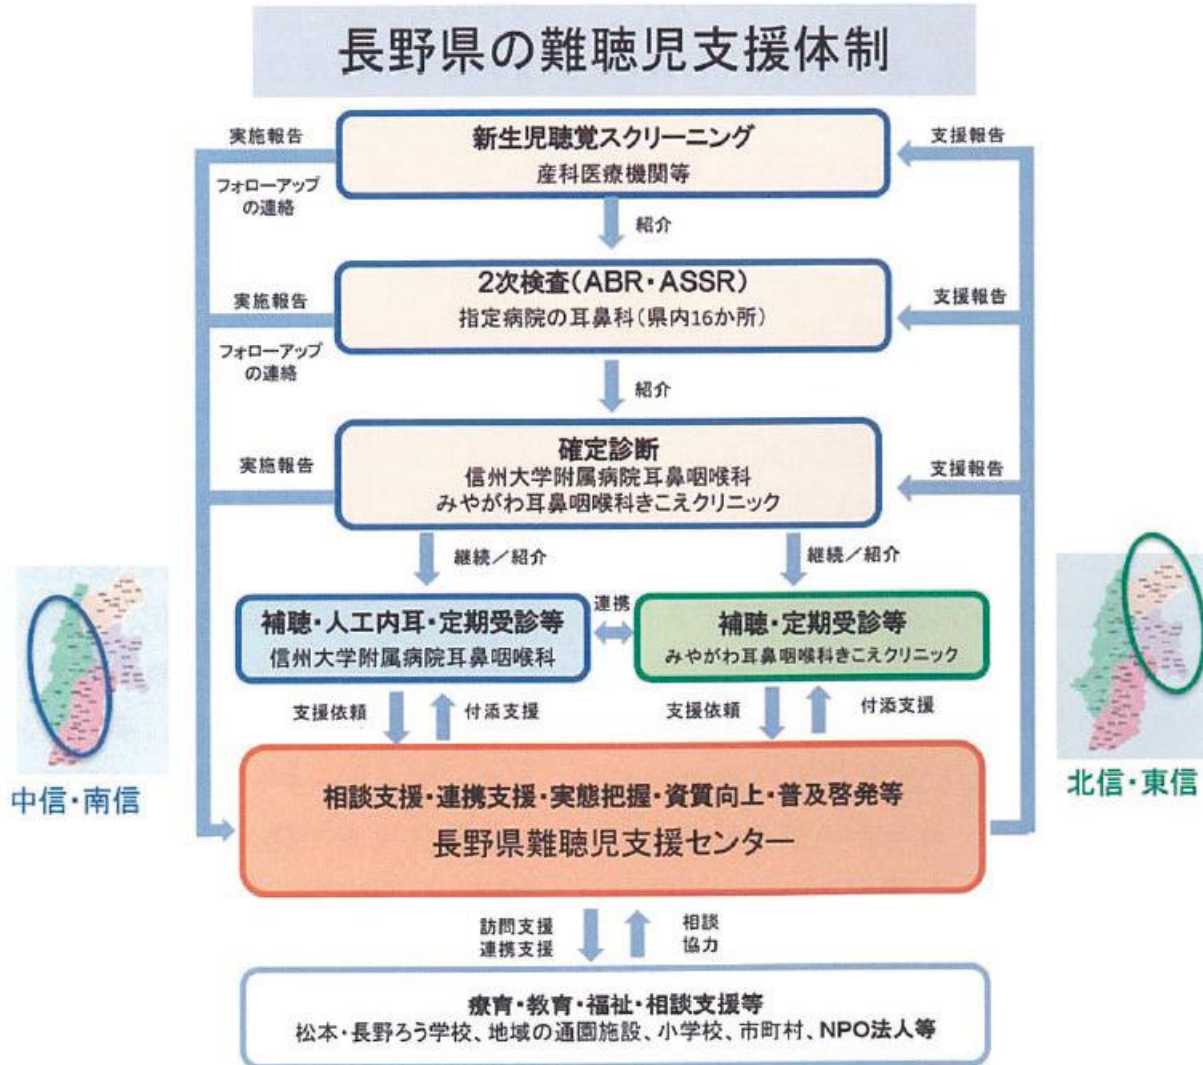 長野県の難聴児支援体制
新生児聴覚スクリーニング
産科医療機関等
実施報告
フォローアップ
の連絡
支援報告
紹介
2次検査(ABR・ASSR)
指定病院の耳鼻科(県内16か所)
実施報告
フォローアップ
の連絡
支援報告
紹介
確定診断
信州大学附属病院耳鼻咽喉科
みやがわ耳鼻咽喉科きこえクリニック
実施報告
支援報告
継続/紹介
継続/紹介
補聴・人工内耳・定期受診等
信州大学附属病院耳鼻咽喉科
連携
補聴・定期受診等
みやがわ耳鼻咽喉科きこえクリニック
支援依頼
付添支援
支援依頼
付添支援
中信・南信
北信・東信
相談支援・連携支援・実態把握・資質向上・普及啓発等
長野県難聴児支援センター
訪問支援
連携支援
相談
協力
療育・教育・福祉・相談支援等
松本・長野ろう学校、地域の通園施設、小学校、市町村、NPO法人等